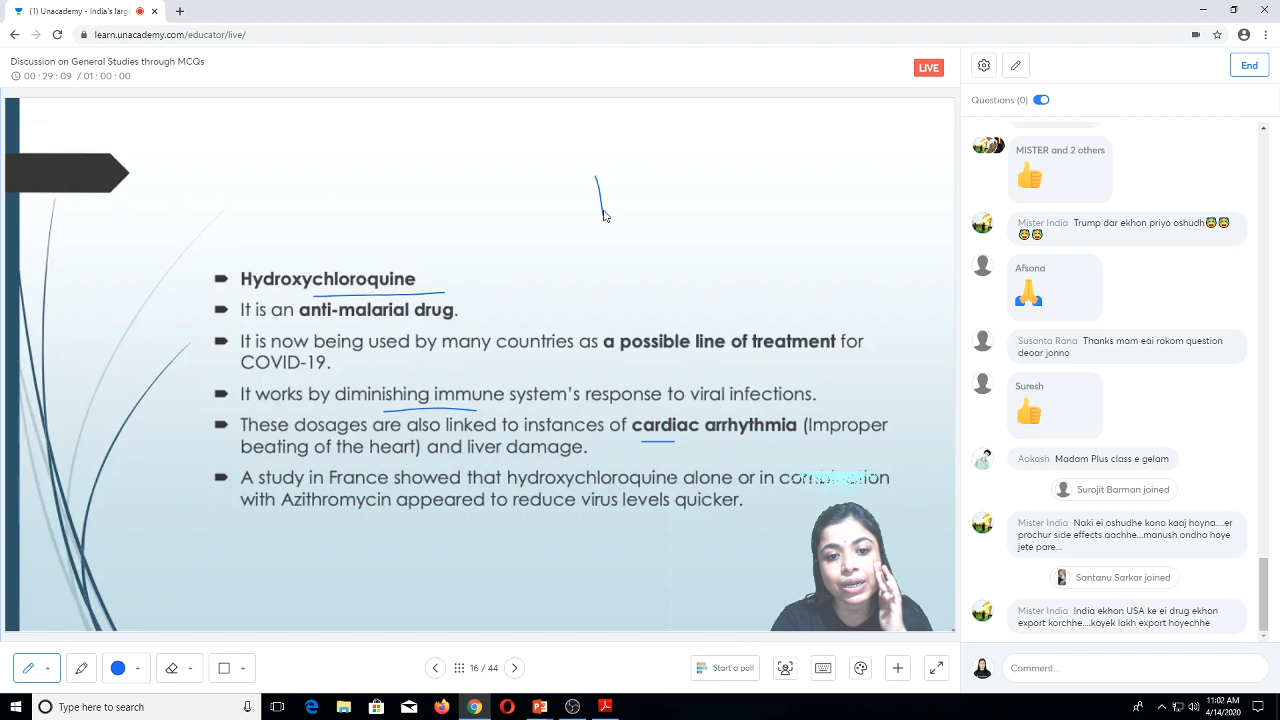 (1) Unacademy - India's larg
learn.unacademy.com/educator/live/
Discussion on General Studies through MCQs
00 : 29 : 09 / 01 : 00 : 00
LIVE
End
Questions (0)
Hydroxychloroquine
It is an anti-malarial drug.
It is now being used by many countries as a possible line of treatment for
COVID-19.
It works by diminishing immune system's response to viral infections.
These dosages are also linked to instances of cardiac arrhythmia (Improper
beating of the heart) and liver damage.
A study in France showed that hydroxychloroquine alone or in combination
with Azithromycin appeared to reduce virus levels quicker.
MISTER and 2 others
Mister India Trump dar ekhon priyo oshudh
Afsona
Susanta Rana Thanks mam eai rokom question
deoar jonno
Suresh
Aakash Madam Plus class e gelam
Surojit Barman joined
Mister India Naki ei oshudhe kono kaaj hoyna....er
prochur side effects aachhe...manush ondho hoye
jete pare...
Santanu Sarkar joined
Mister India India ekhon USA ke ei drug ekhon
export korchhe....koyek lakh export hoyechhe
16 / 44
Start a poll
Comment...
Type here to search
11:02 AM
4/14/2020